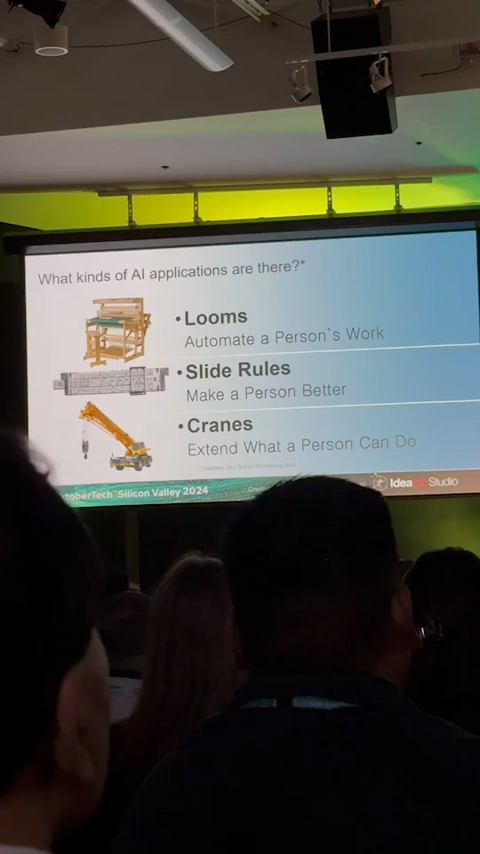 What kinds of AI applications are there?*
• Looms
Automate a Person's Work
• Slide Rules
Make a Person Better
• Cranes
Extend What a Person Can Do
toberTech Silicon Valley 2024
Studio